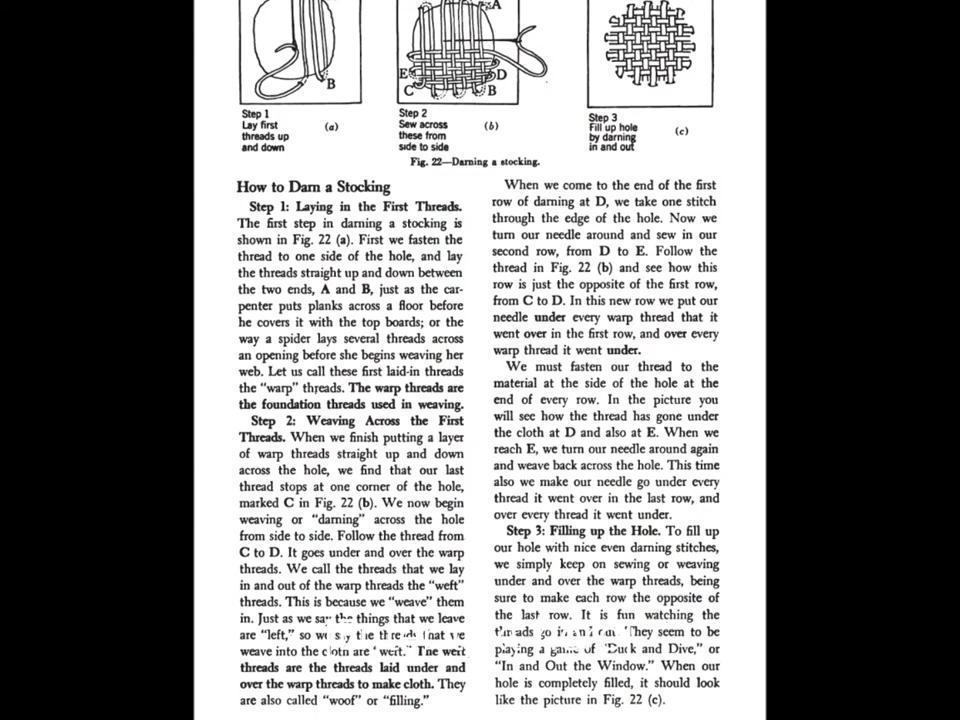 A
B
E
D
C
B
Step 1
Lay first
threads up
and down
(a)
Step 2
Sew across
these from
side to side
(b)
Step 3
Fill up hole
by darning
in and out
(c)
Fig. 22—Darning a stocking.
How to Darn a Stocking
Step 1: Laying in the First Threads.
The first step in darning a stocking is
shown in Fig. 22 (a). First we fasten the
thread to one side of the hole, and lay
the threads straight up and down between
the two ends, A and B, just as the car-
penter puts planks across a floor before
he covers it with the top boards; or the
way a spider lays several threads across
an opening before she begins weaving her
web. Let us call these first laid-in threads
the "warp" threads. The warp threads are
the foundation threads used in weaving.
Step 2: Weaving Across the First
Threads. When we finish putting a layer
of warp threads straight up and down
across the hole, we find that our last
thread stops at one corner of the hole,
marked C in Fig. 22 (b). We now begin
weaving or "darning" across the hole
from side to side. Follow the thread from
C to D. It goes under and over the warp
threads. We call the threads that we lay
in and out of the warp threads the "weft"
threads. This is because we "weave" them
in. Just as we say the things that we leave
are "left," so we say the threads that we
weave into the cloth are "weft." The weft
threads are the threads laid under and
over the warp threads to make cloth. They
are also called "woof" or "filling."
When we come to the end of the first
row of darning at D, we take one stitch
through the edge of the hole. Now we
turn our needle around and sew in our
second row, from D to E. Follow the
thread in Fig. 22 (b) and see how this
row is just the opposite of the first row,
from C to D. In this new row we put our
needle under every warp thread that it
went over in the first row, and over every
warp thread it went under.
We must fasten our thread to the
material at the side of the hole at the
end of every row. In the picture you
will see how the thread has gone under
the cloth at D and also at E. When we
reach E, we turn our needle around again
and weave back across the hole. This time
also we make our needle go under every
thread it went over in the last row, and
over every thread it went under.
Step 3: Filling up the Hole. To fill up
our hole with nice even darning stitches,
we simply keep on sewing or weaving
under and over the warp threads, being
sure to make each row the opposite of
the last row. It is fun watching the
threads go in and out. They seem to be
playing a game of "Duck and Dive," or
"In and Out the Window." When our
hole is completely filled, it should look
like the picture in Fig. 22 (c).